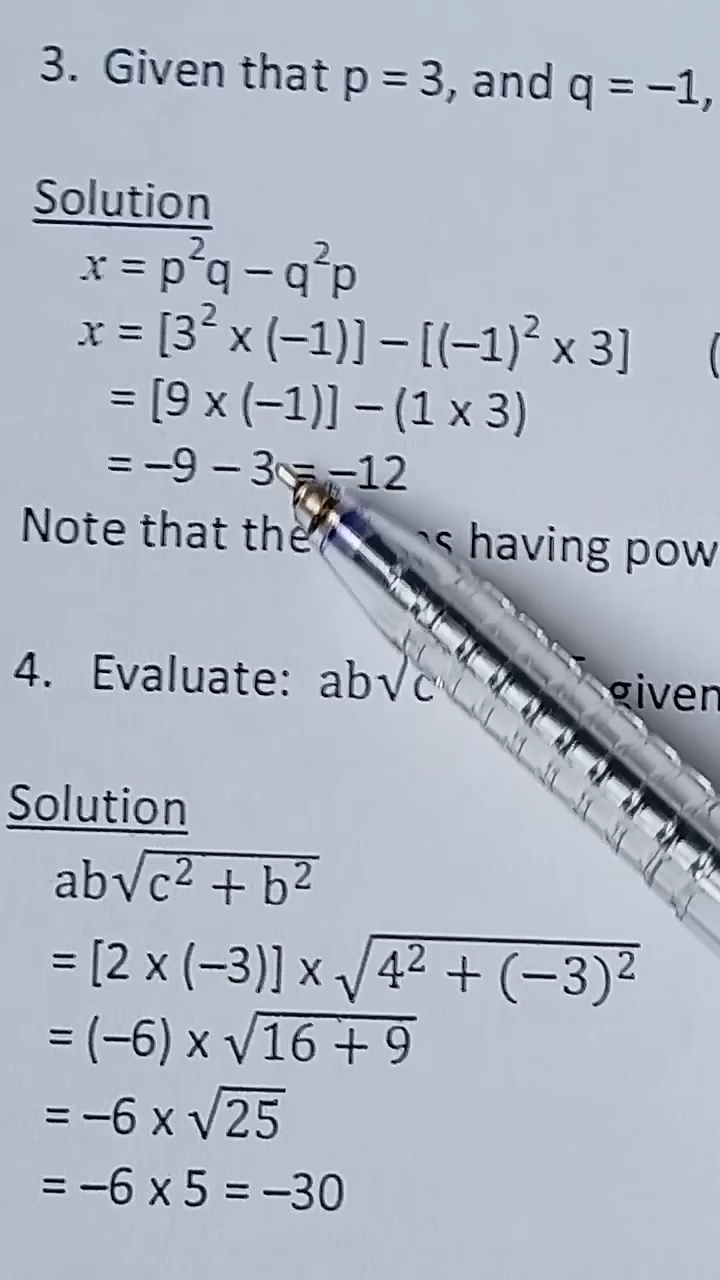 3. Given that p = 3, and q = −1,
Solution
x = p²q − q²p
x = [3² x (−1)] − [(−1)² x 3] (
= [9 x (−1)] − (1 x 3)
= −9 − 3 = −12
Note that the having pow
4. Evaluate: ab√c given
Solution
ab√c² + b²
= [2 x (−3)] x √4² + (−3)²
= (−6) x √16 + 9
= −6 x √25
= −6 x 5 = −30